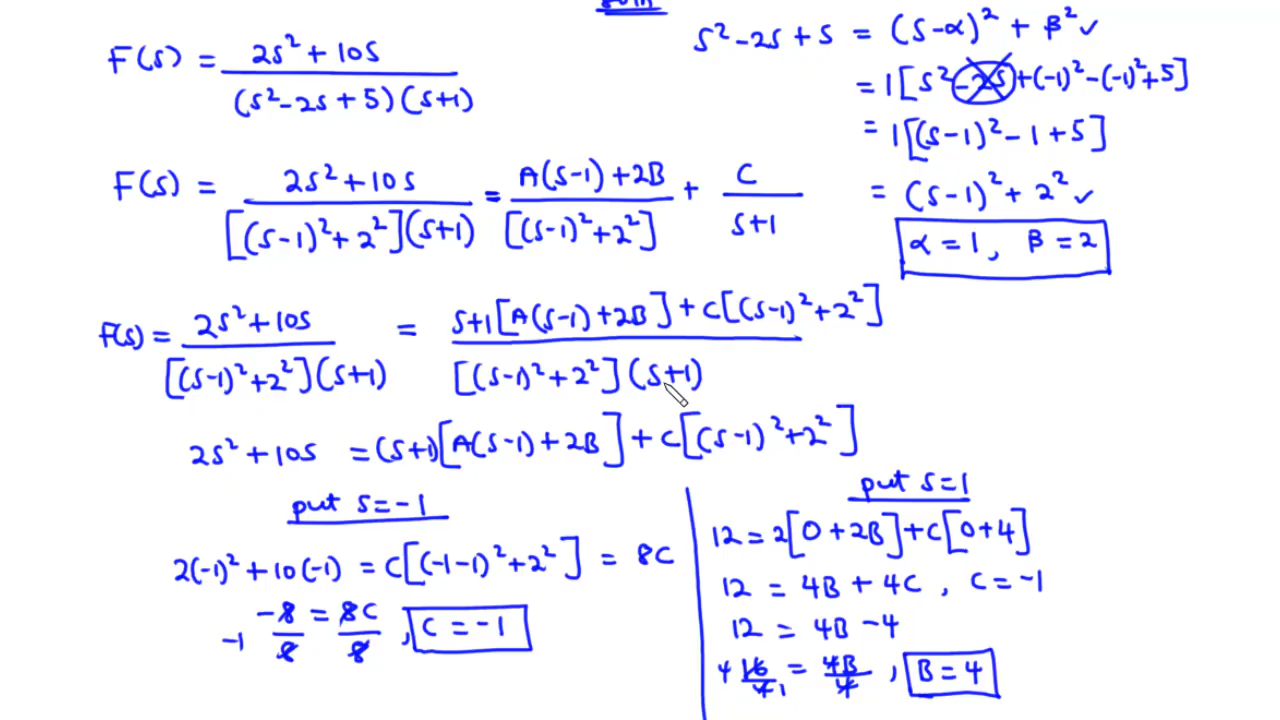 soln
F(s) = 2s² + 10s / (s² - 2s + 5)(s+1)
s² - 2s + 5 = (s-α)² + β² ✓
= 1[s² - 2s + (-1)² - (-1)² + 5]
= 1[(s-1)² - 1 + 5]
= (s-1)² + 2² ✓
α = 1, β = 2
F(s) = 2s² + 10s / [(s-1)² + 2²](s+1) = A(s-1) + 2B / [(s-1)² + 2²] + C / s+1
f(s) = 2s² + 10s / [(s-1)² + 2²](s+1) = s+1[A(s-1) + 2B] + C[(s-1)² + 2²] / [(s-1)² + 2²](s+1)
2s² + 10s = (s+1)[A(s-1) + 2B] + C[(s-1)² + 2²]
put s = -1
2(-1)² + 10(-1) = C[(-1-1)² + 2²] = 8C
-1 -8/8 = 8C/8, C = -1
put s = 1
12 = 2[0 + 2B] + C[0 + 4]
12 = 4B + 4C, C = -1
12 = 4B - 4
4 16/4 1 = 4B/4, B = 4